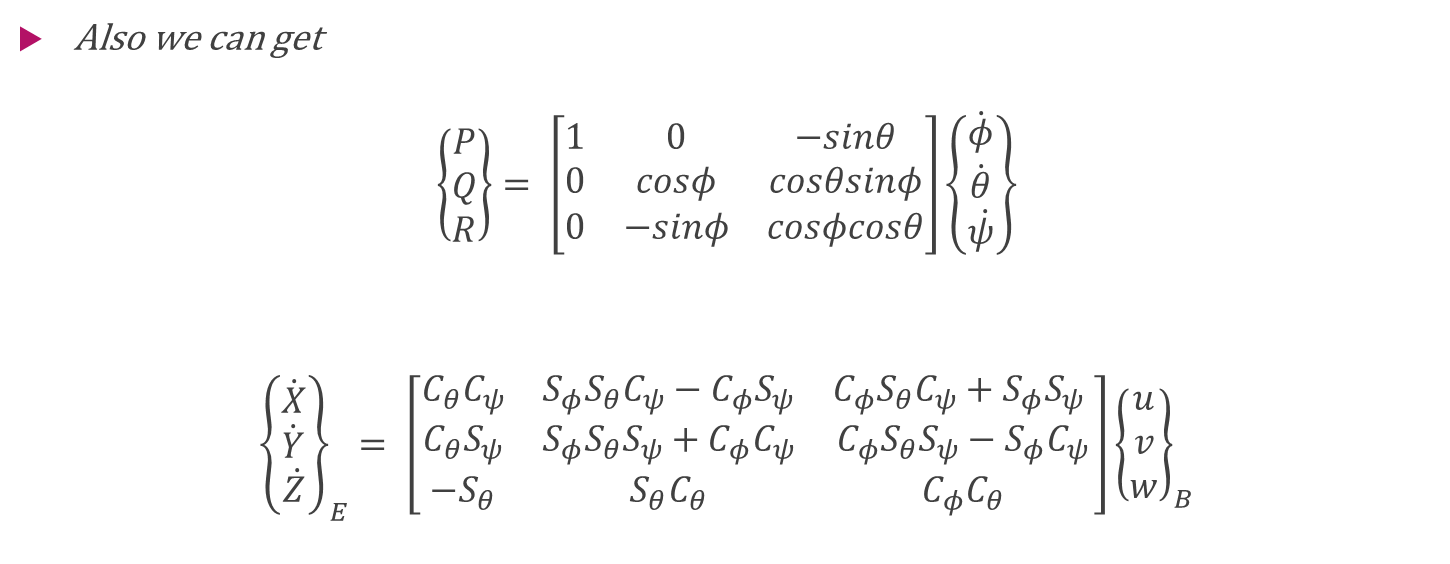 ▶ Also we can get
{P Q R} = [1 0 −sinθ; 0 cosϕ cosθsinϕ; 0 −sinϕ cosϕcosθ] {ϕ̇ θ̇ ψ̇}
{Ẋ Ẏ Ż}_E = [C_θC_ψ S_ϕS_θC_ψ − C_ϕS_ψ C_ϕS_θC_ψ + S_ϕS_ψ; C_θS_ψ S_ϕS_θS_ψ + C_ϕC_ψ C_ϕS_θS_ψ − S_ϕC_ψ; −S_θ S_θC_θ C_ϕC_θ] {u v w}_B